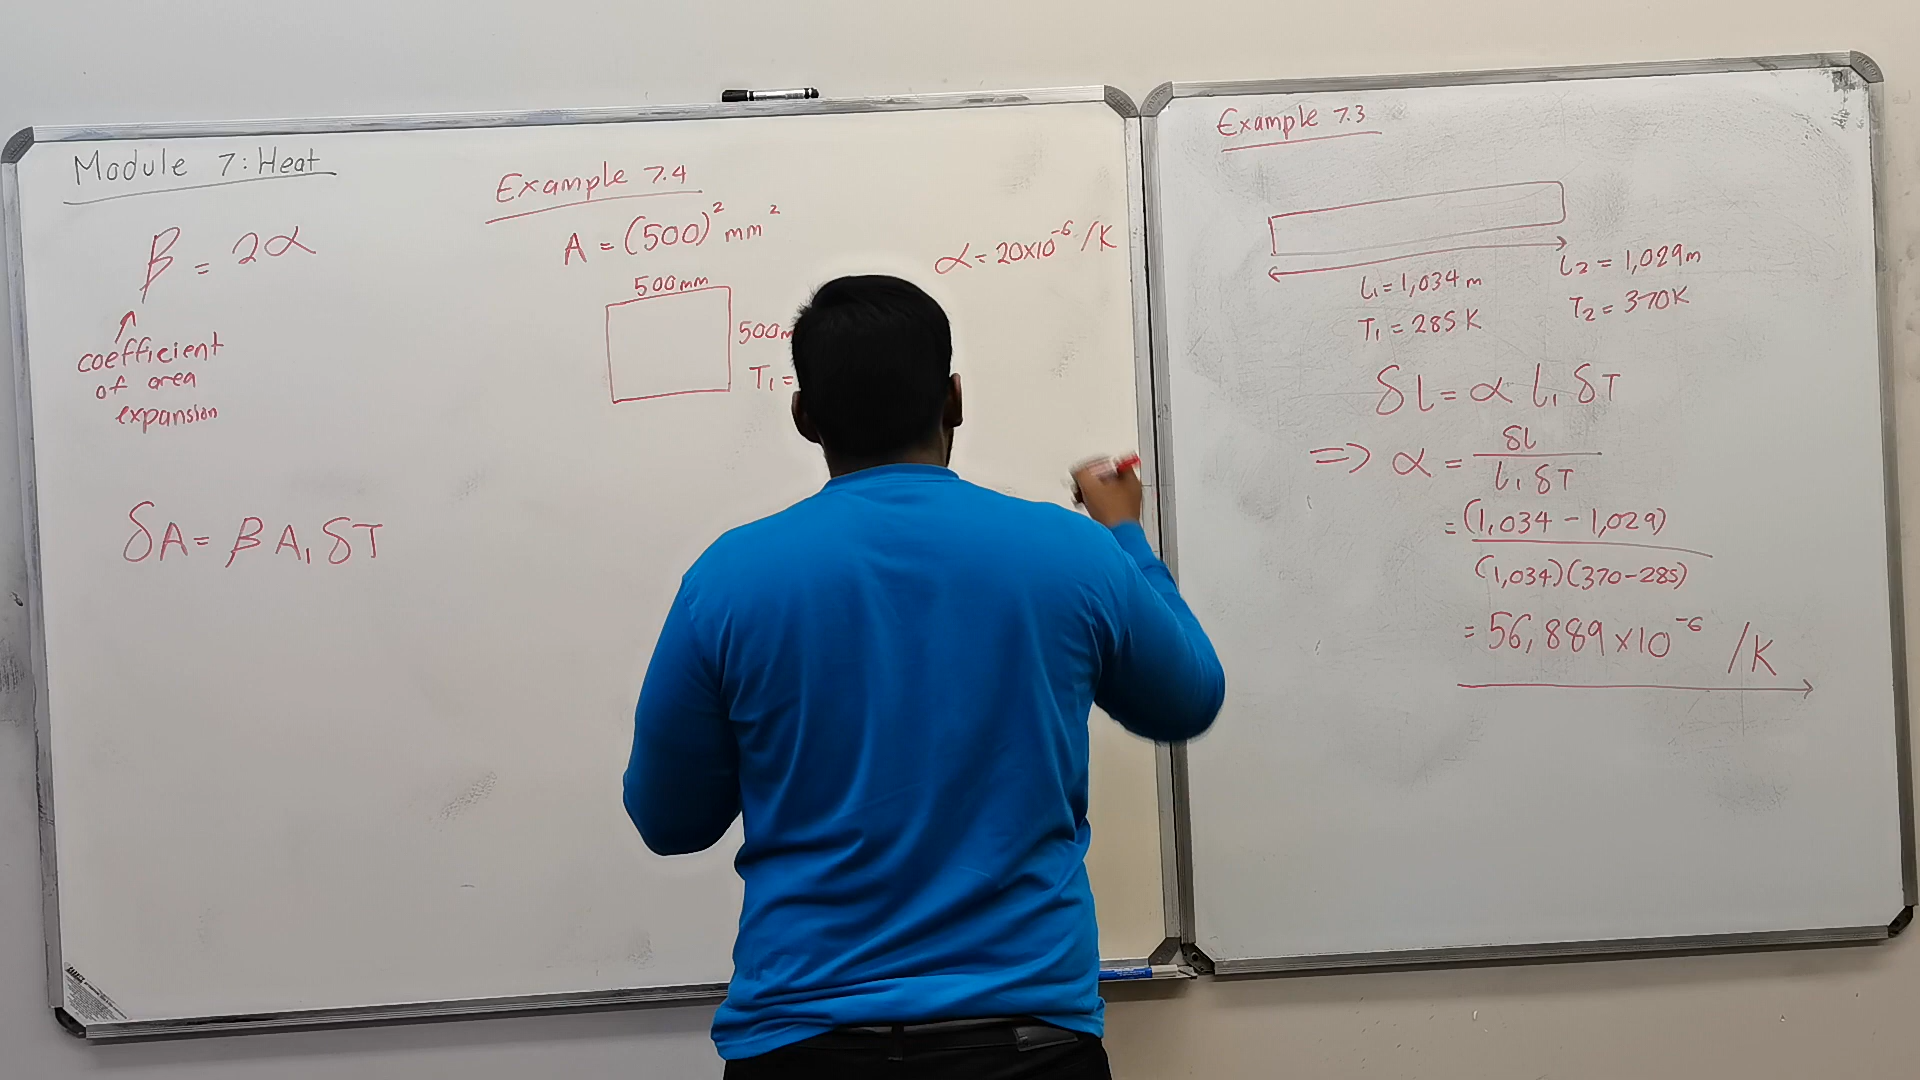 Module 7: Heat
β = 2α
coefficient
of area
expansion
δA = β A₁ δT
Example 7.4
A = (500)² mm²
500mm
T₁ =
α = 20×10⁻⁶ /K
Example 7.3
l₁ = 1,034 m
T₁ = 285 K
l₂ = 1,029m
T₂ = 370K
δl = α l₁ δT
=> α = δl / l₁ δT
= (1,034 - 1,029) / (1,034)(370-285)
= 56,889×10⁻⁶ /K